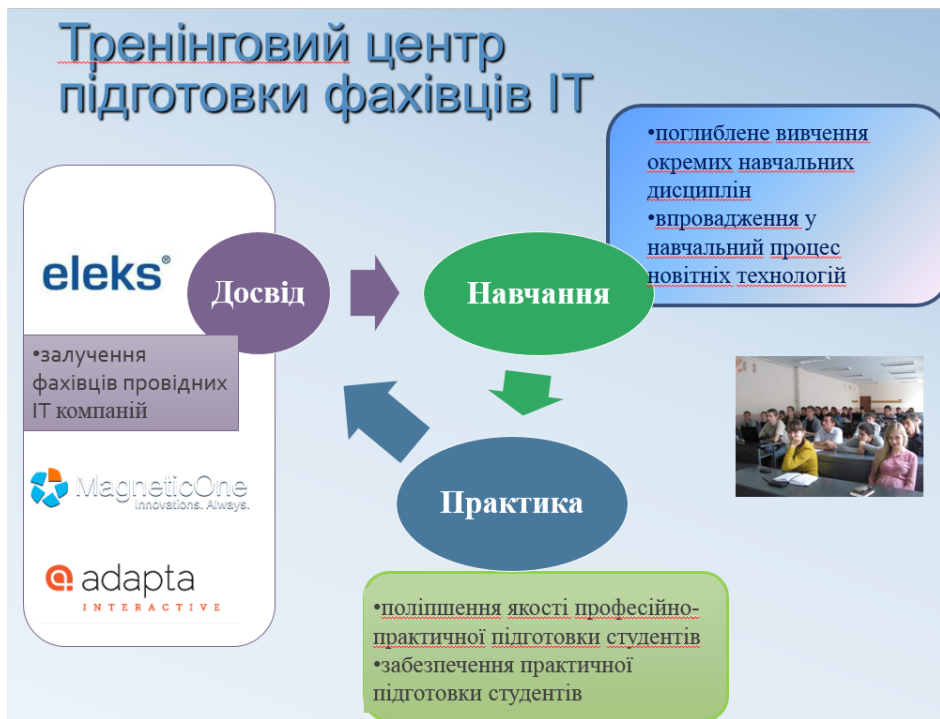 Тренінговий центр
підготовки фахівців ІТ
•поглиблене вивчення
окремих навчальних
дисциплін
•впровадження у
навчальний процес
новітніх технологій
eleks®
Досвід
Навчання
•залучення
фахівців провідних
ІТ компаній
MagneticOne
Innovations. Always.
Практика
adapta
INTERACTIVE
•поліпшення якості професійно-
практичної підготовки студентів
•забезпечення практичної
підготовки студентів